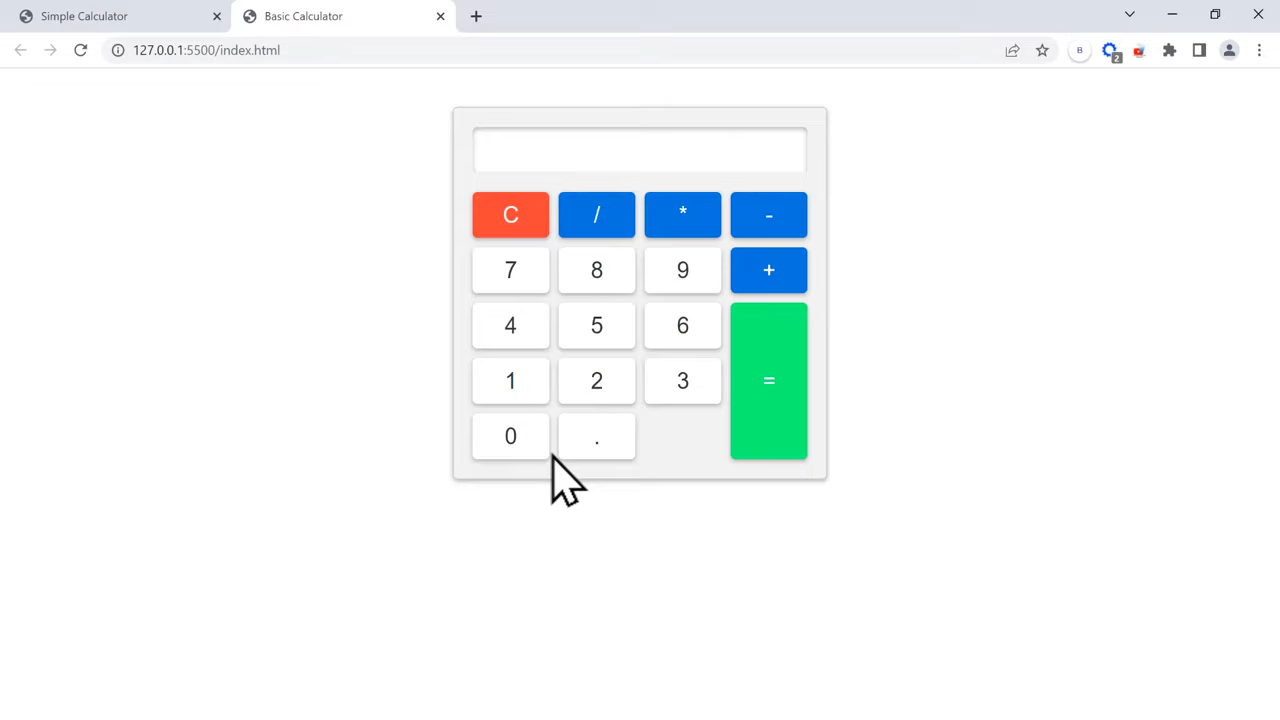 Simple Calculator
Basic Calculator
127.0.0.1:5500/index.html
B
2
C / * -
7 8 9 +
4 5 6
1 2 3 =
0 .